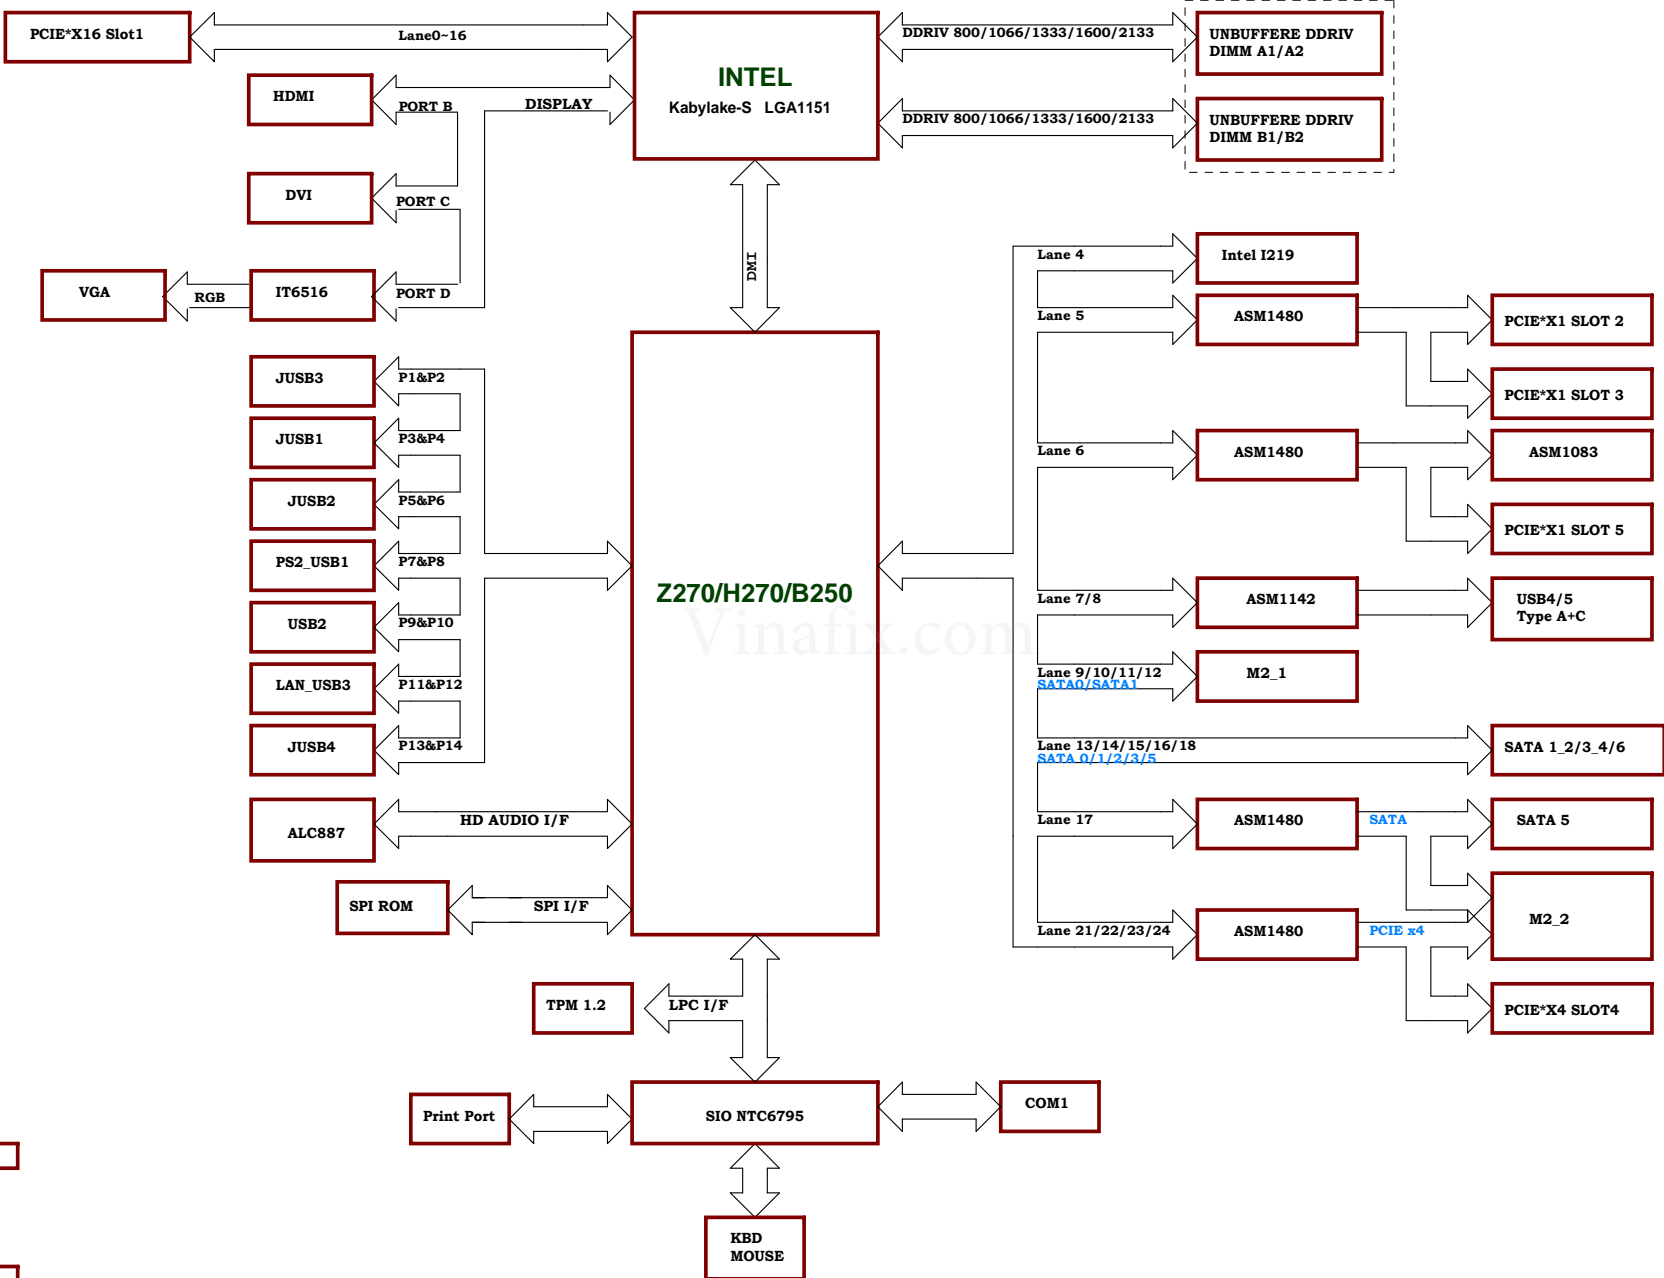 PCIE*X16 Slot1
Lane0~16
INTEL
Kabylake-S LGA1151
DDRIV 800/1066/1333/1600/2133
UNBUFFERE DDRIV
DIMM A1/A2
HDMI
PORT B
DISPLAY
DDRIV 800/1066/1333/1600/2133
UNBUFFERE DDRIV
DIMM B1/B2
DVI
PORT C
DMI
VGA
RGB
IT6516
PORT D
Lane 4
Intel I219
Lane 5
ASM1480
PCIE*X1 SLOT 2
PCIE*X1 SLOT 3
JUSB3
P1&P2
JUSB1
P3&P4
JUSB2
P5&P6
PS2_USB1
P7&P8
USB2
P9&P10
LAN_USB3
P11&P12
JUSB4
P13&P14
Z270/H270/B250
Vinafix.com
Lane 6
ASM1480
ASM1083
PCIE*X1 SLOT 5
Lane 7/8
ASM1142
USB4/5
Type A+C
Lane 9/10/11/12
SATA0/SATA1
M2_1
Lane 13/14/15/16/18
SATA 0/1/2/3/5
SATA 1_2/3_4/6
ALC887
HD AUDIO I/F
Lane 17
ASM1480
SATA
SATA 5
SPI ROM
SPI I/F
Lane 21/22/23/24
ASM1480
PCIE x4
M2_2
PCIE*X4 SLOT4
TPM 1.2
LPC I/F
Print Port
SIO NTC6795
COM1
KBD
MOUSE